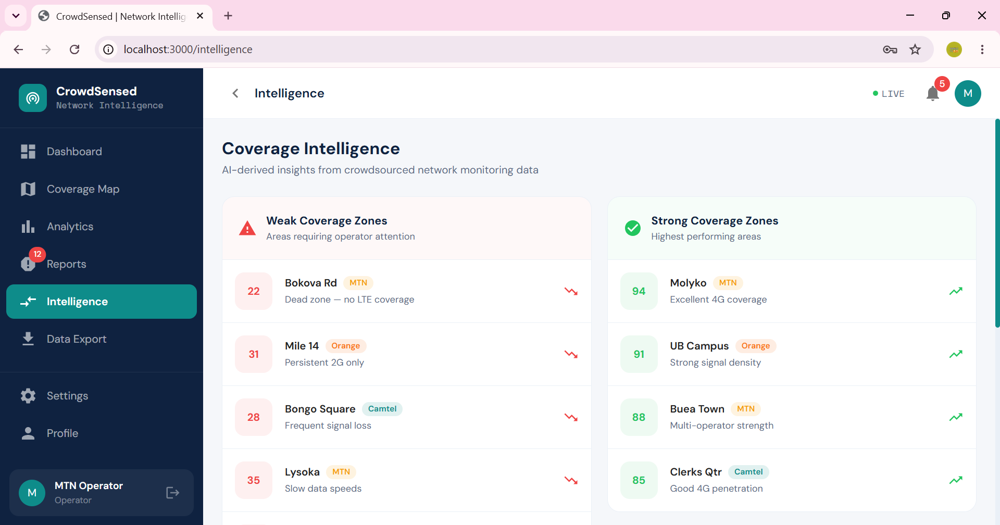 CrowdSensed | Network Intellig
localhost:3000/intelligence
CrowdSensed
Network Intelligence
Dashboard
Coverage Map
Analytics
12
Reports
Intelligence
Data Export
Settings
Profile
M
MTN Operator
Operator
Intelligence
LIVE
5
M
Coverage Intelligence
AI-derived insights from crowdsourced network monitoring data
Weak Coverage Zones
Areas requiring operator attention
22
Bokova Rd MTN
Dead zone — no LTE coverage
31
Mile 14 Orange
Persistent 2G only
28
Bongo Square Camtel
Frequent signal loss
35
Lysoka MTN
Slow data speeds
Strong Coverage Zones
Highest performing areas
94
Molyko MTN
Excellent 4G coverage
91
UB Campus Orange
Strong signal density
88
Buea Town MTN
Multi-operator strength
85
Clerks Qtr Camtel
Good 4G penetration